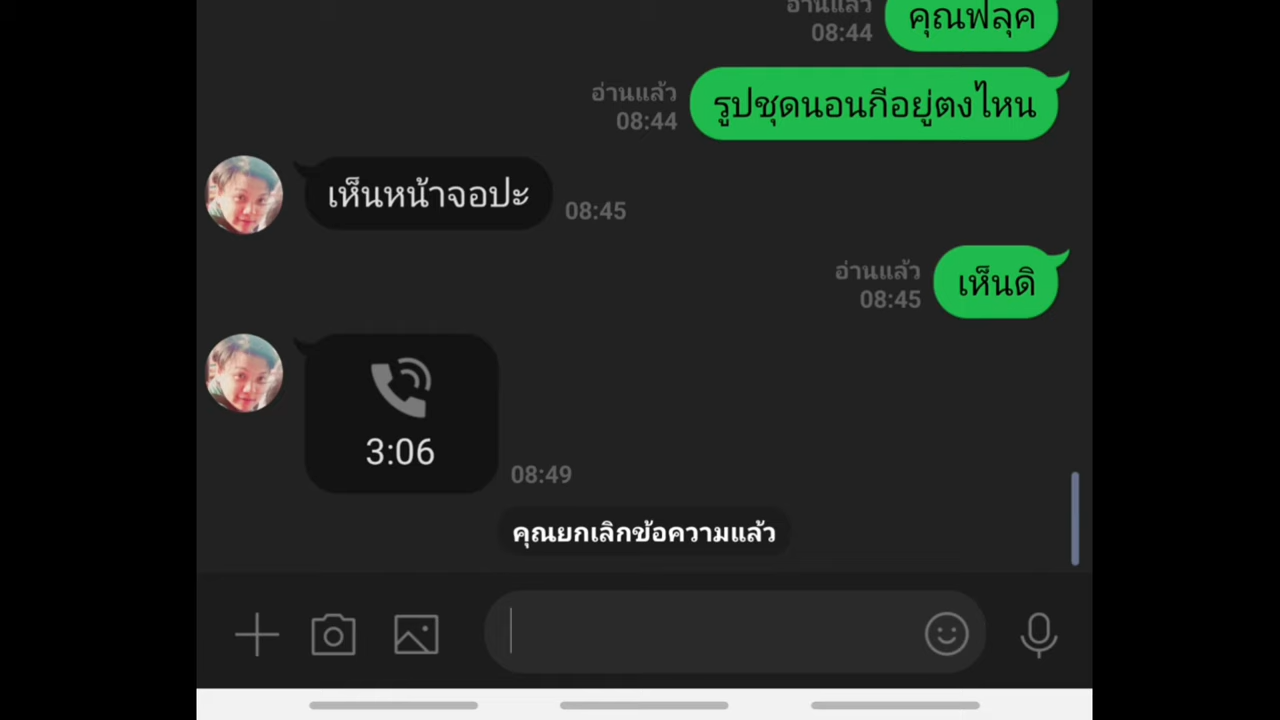 อ่านแล้ว
08:44
คุณฟลุค
อ่านแล้ว
08:44
รูปชุดนอนกีอยู่ตงไหน
เห็นหน้าจอปะ
08:45
อ่านแล้ว
08:45
เห็นดิ
3:06
08:49
คุณยกเลิกข้อความแล้ว